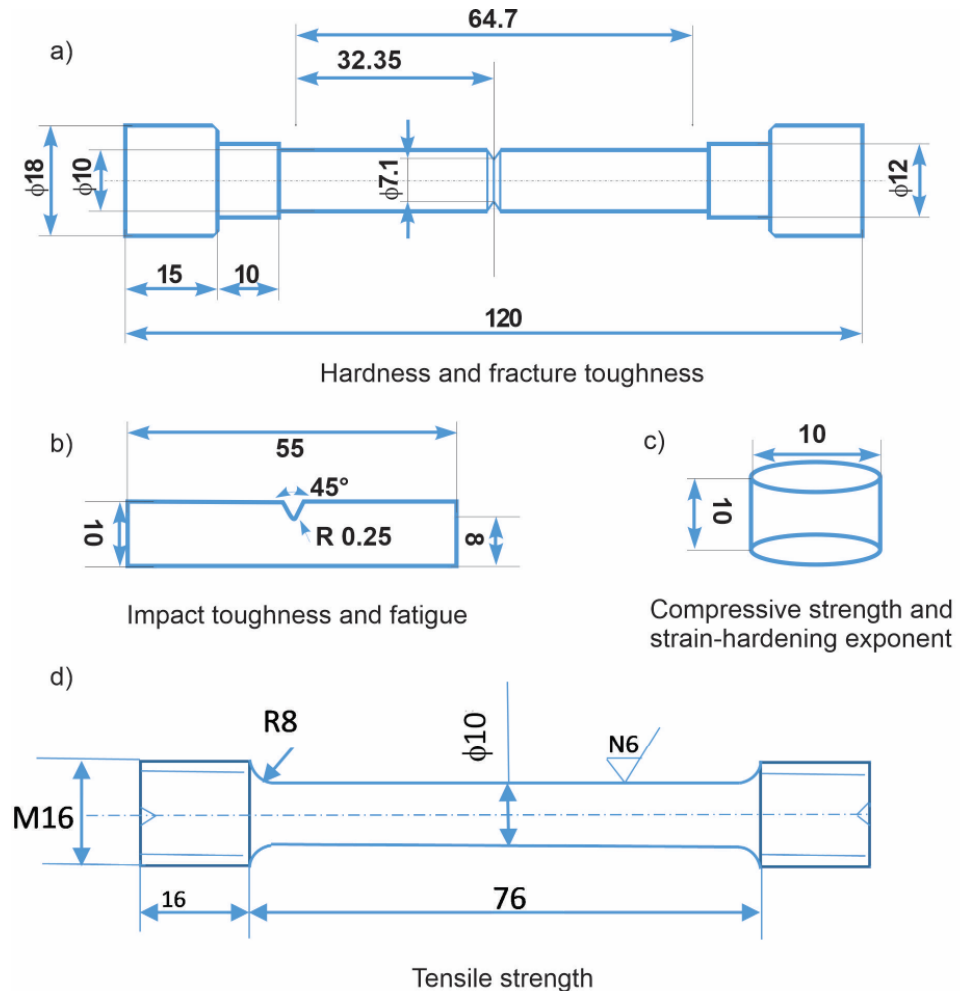 a)
64.7
32.35
ϕ18
ϕ10
ϕ7.1
ϕ12
15
10
120
Hardness and fracture toughness
b)
55
45°
10
R 0.25
8
Impact toughness and fatigue
c)
10
10
Compressive strength and
strain-hardening exponent
d)
R8
ϕ10
N6
M16
16
76
Tensile strength